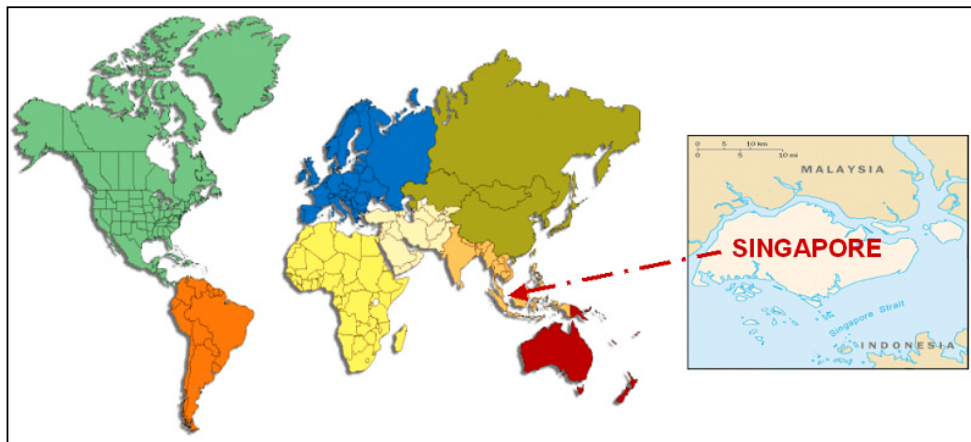 0 5 10 km
0 5 10 mi
MALAYSIA
SINGAPORE
Singapore Strait
INDONESIA